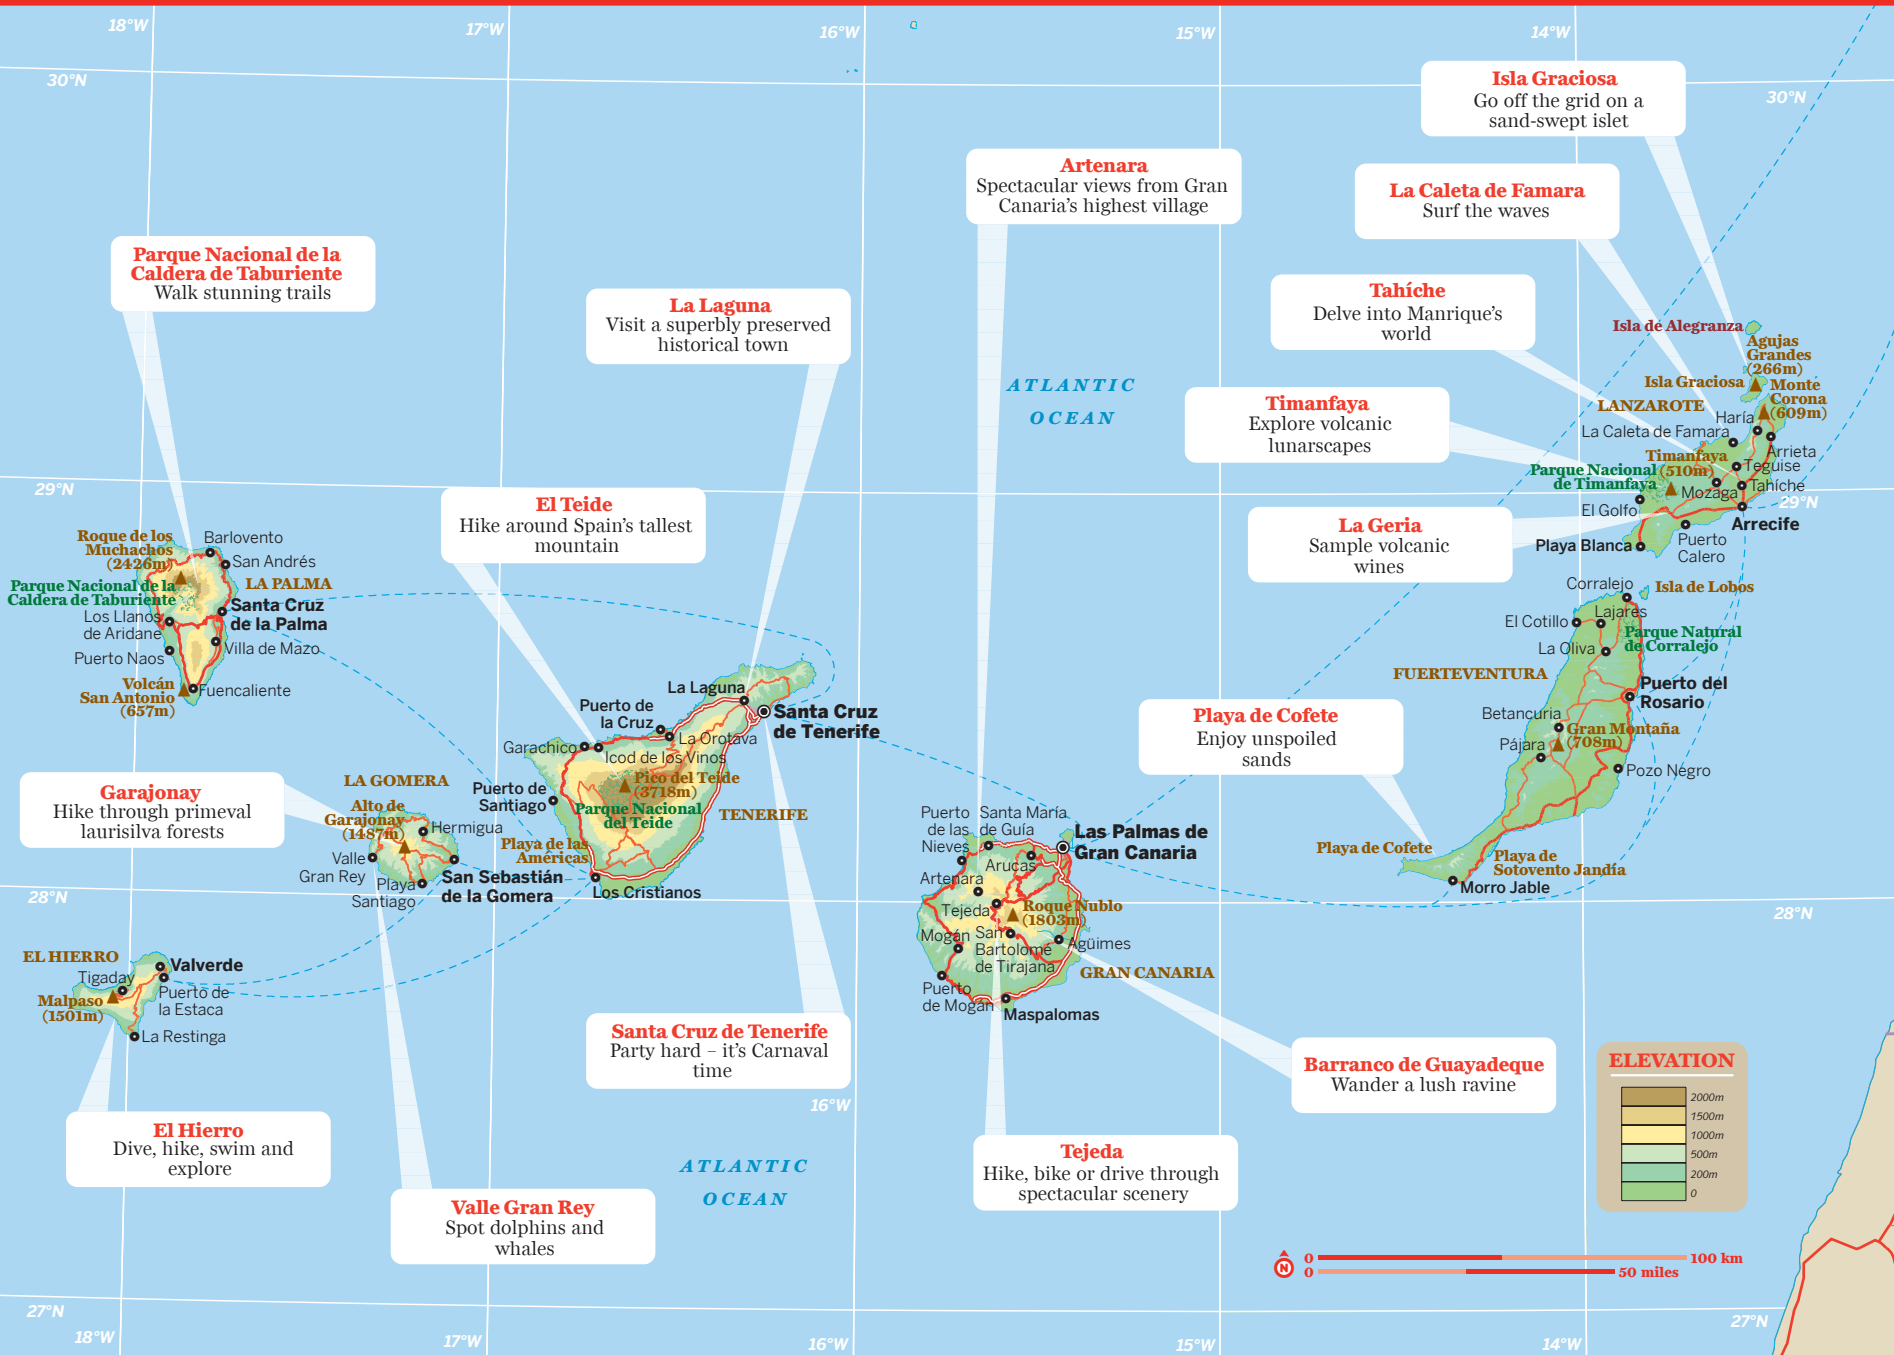 18°W
17°W
16°W
15°W
14°W
30°N
30°N
Isla Graciosa
Go off the grid on a
sand-swept islet
Artenara
Spectacular views from Gran
Canaria's highest village
La Caleta de Famara
Surf the waves
Parque Nacional de la
Caldera de Taburiente
Walk stunning trails
La Laguna
Visit a superbly preserved
historical town
Tahíche
Delve into Manrique's
world
Isla de Alegranza
Agujas
Grandes
(266m)
Isla Graciosa
Monte
Corona
(609m)
ATLANTIC
OCEAN
Timanfaya
Explore volcanic
lunarscapes
LANZAROTE
Haría
La Caleta de Famara
Arrieta
Timanfaya
(510m)
Teguise
Parque Nacional
de Timanfaya
Mozaga
Tahíche
El Golfo
Arrecife
Puerto
Calero
Playa Blanca
29°N
29°N
El Teide
Hike around Spain's tallest
mountain
La Geria
Sample volcanic
wines
Roque de los
Muchachos
(2426m)
Barlovento
San Andrés
LA PALMA
Parque Nacional de la
Caldera de Taburiente
Santa Cruz
de la Palma
Los Llanos
de Aridane
Villa de Mazo
Puerto Naos
Volcán
San Antonio
(657m)
Fuencaliente
Corralejo
Isla de Lobos
Lajares
El Cotillo
Parque Natural
de Corralejo
La Oliva
FUERTEVENTURA
Puerto del
Rosario
Betancuria
Gran Montaña
(708m)
Pájara
Pozo Negro
Playa de Cofete
Enjoy unspoiled
sands
La Laguna
Puerto de
la Cruz
Santa Cruz
de Tenerife
La Orotava
Garachico
Icod de los Vinos
Pico del Teide
(3718m)
Puerto de
Santiago
Parque Nacional
del Teide
TENERIFE
Playa de las
Américas
Los Cristianos
Garajonay
Hike through primeval
laurisilva forests
LA GOMERA
Alto de
Garajonay
(1487m)
Hermigua
Valle
Gran Rey
Playa
Santiago
San Sebastián
de la Gomera
Puerto
de las
Nieves
Santa María
de Guía
Las Palmas de
Gran Canaria
Arucas
Artenara
Tejeda
Roque Nublo
(1803m)
Mogán
San
Bartolomé
de Tirajana
Agüimes
GRAN CANARIA
Puerto
de Mogán
Maspalomas
Playa de Cofete
Playa de
Sotovento Jandía
Morro Jable
28°N
28°N
EL HIERRO
Valverde
Tigaday
Puerto de
la Estaca
Malpaso
(1501m)
La Restinga
Santa Cruz de Tenerife
Party hard – it's Carnaval
time
Barranco de Guayadeque
Wander a lush ravine
ELEVATION
2000m
1500m
1000m
500m
200m
0
16°W
El Hierro
Dive, hike, swim and
explore
Tejeda
Hike, bike or drive through
spectacular scenery
ATLANTIC
OCEAN
Valle Gran Rey
Spot dolphins and
whales
N
0
100 km
0
50 miles
27°N
27°N
18°W
17°W
16°W
15°W
14°W